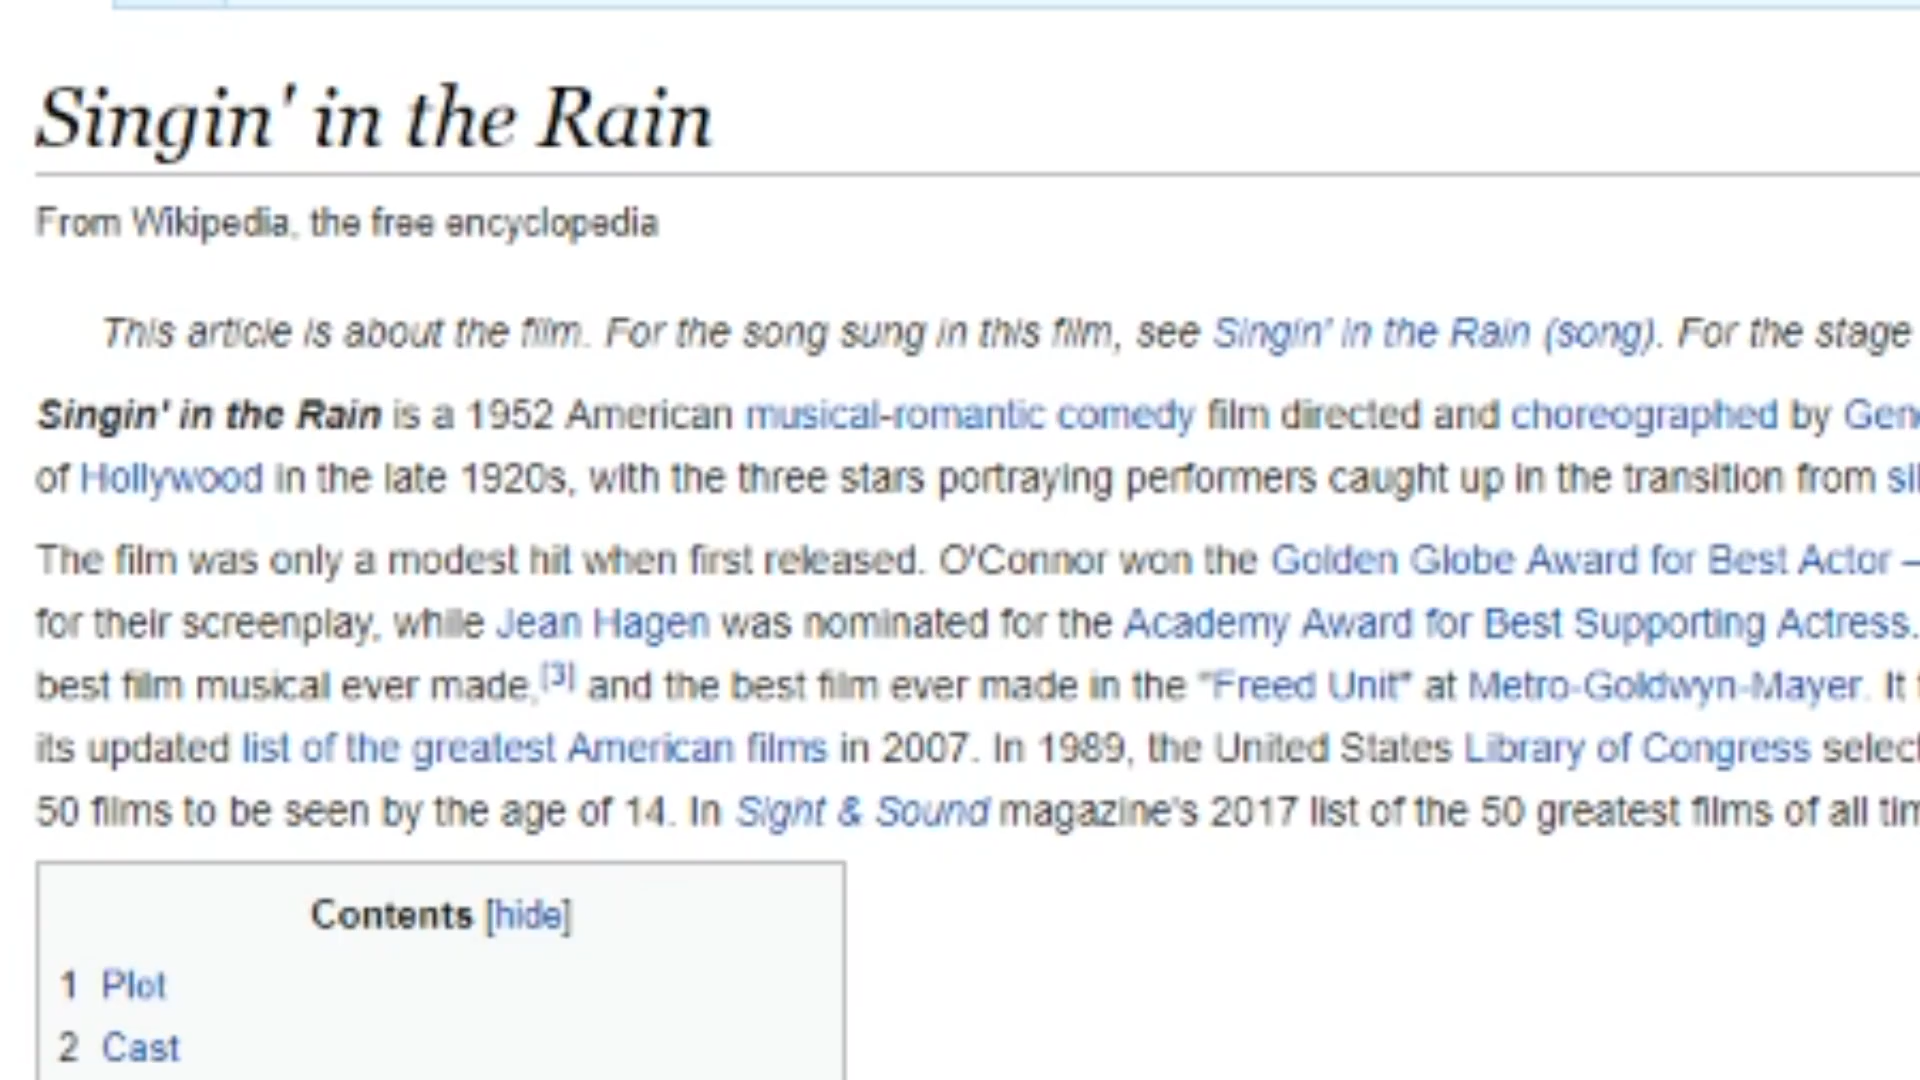 Singin' in the Rain
From Wikipedia, the free encyclopedia
This article is about the film. For the song sung in this film, see Singin' in the Rain (song). For the stage
Singin' in the Rain is a 1952 American musical-romantic comedy film directed and choreographed by Gen
of Hollywood in the late 1920s, with the three stars portraying performers caught up in the transition from sil
The film was only a modest hit when first released. O'Connor won the Golden Globe Award for Best Actor –
for their screenplay, while Jean Hagen was nominated for the Academy Award for Best Supporting Actress.
best film musical ever made,[3] and the best film ever made in the "Freed Unit" at Metro-Goldwyn-Mayer. It
its updated list of the greatest American films in 2007. In 1989, the United States Library of Congress select
50 films to be seen by the age of 14. In Sight & Sound magazine's 2017 list of the 50 greatest films of all tim
Contents [hide]
1 Plot
2 Cast